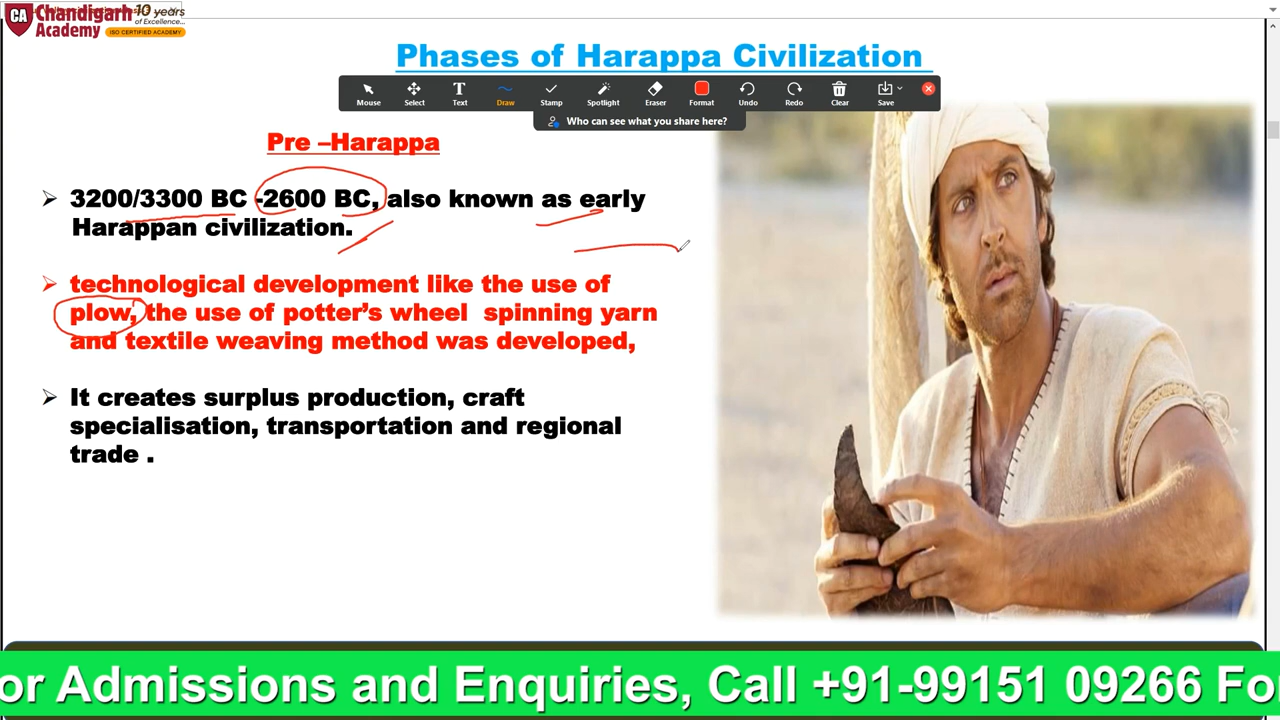 Chandigarh
Academy
10 years
of Excellence...
ISO CERTIFIED ACADEMY
Phases of Harappa Civilization
Mouse Select Text Draw Stamp Spotlight Eraser Format Undo Redo Clear Save
Who can see what you share here?
Pre –Harappa
3200/3300 BC -2600 BC, also known as early
Harappan civilization.
technological development like the use of
plow, the use of potter's wheel spinning yarn
and textile weaving method was developed,
It creates surplus production, craft
specialisation, transportation and regional
trade .
or Admissions and Enquiries, Call +91-99151 09266 Fo